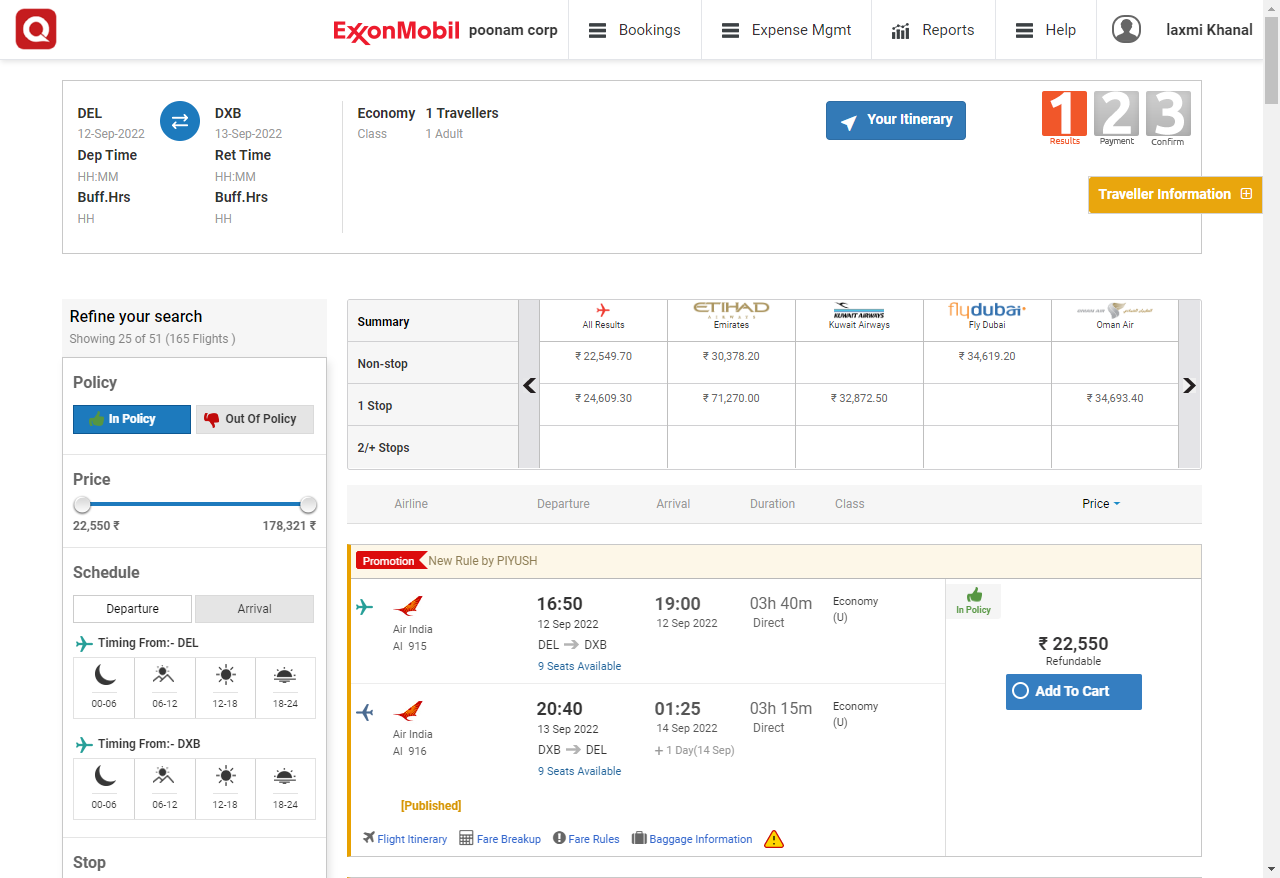 Q
ExxonMobil poonam corp Bookings Expense Mgmt Reports Help laxmi Khanal
DEL DXB Economy 1 Travellers
12-Sep-2022 13-Sep-2022 Class 1 Adult
Dep Time Ret Time
HH:MM HH:MM
Buff.Hrs Buff.Hrs
HH HH
Your Itinerary
1 2 3
Results Payment Confirm
Traveller Information
Refine your search
Showing 25 of 51 (165 Flights )
Policy
In Policy Out Of Policy
Price
22,550 ₹ 178,321 ₹
Schedule
Departure Arrival
Timing From:- DEL
00-06 06-12 12-18 18-24
Timing From:- DXB
00-06 06-12 12-18 18-24
Stop
Summary
ETIHAD AIRWAYS KUWAIT AIRWAYS flydubai OMAN AIR
All Results Emirates Kuwait Airways Fly Dubai Oman Air
Non-stop ₹ 22,549.70 ₹ 30,378.20 ₹ 34,619.20
1 Stop ₹ 24,609.30 ₹ 71,270.00 ₹ 32,872.50 ₹ 34,693.40
2/+ Stops
Airline Departure Arrival Duration Class Price
Promotion New Rule by PIYUSH
16:50 19:00 03h 40m Economy
Air India 12 Sep 2022 12 Sep 2022 Direct (U)
AI 915 DEL DXB
9 Seats Available
20:40 01:25 03h 15m Economy
Air India 13 Sep 2022 14 Sep 2022 Direct (U)
AI 916 DXB DEL + 1 Day(14 Sep)
9 Seats Available
[Published]
Flight Itinerary Fare Breakup Fare Rules Baggage Information
In Policy
₹ 22,550
Refundable
Add To Cart